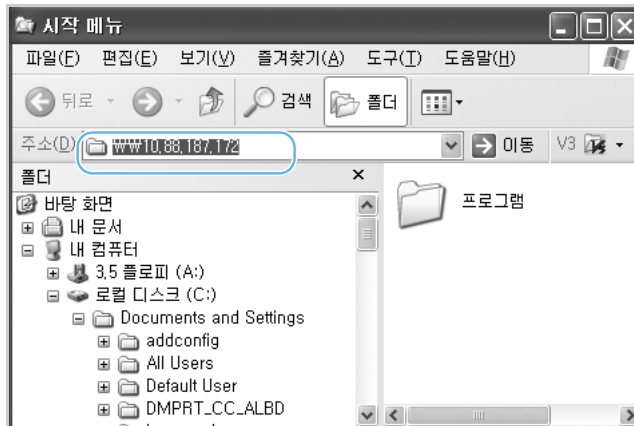 시작 메뉴
파일(F) 편집(E) 보기(V) 즐겨찾기(A) 도구(T) 도움말(H)
뒤로 검색 폴더
주소(D) ₩₩10,88,187,172 이동 V3
폴더
프로그램
바탕 화면
내 문서
내 컴퓨터
3,5 플로피 (A:)
로컬 디스크 (C:)
Documents and Settings
addconfig
All Users
Default User
DMPRT_CC_ALBD